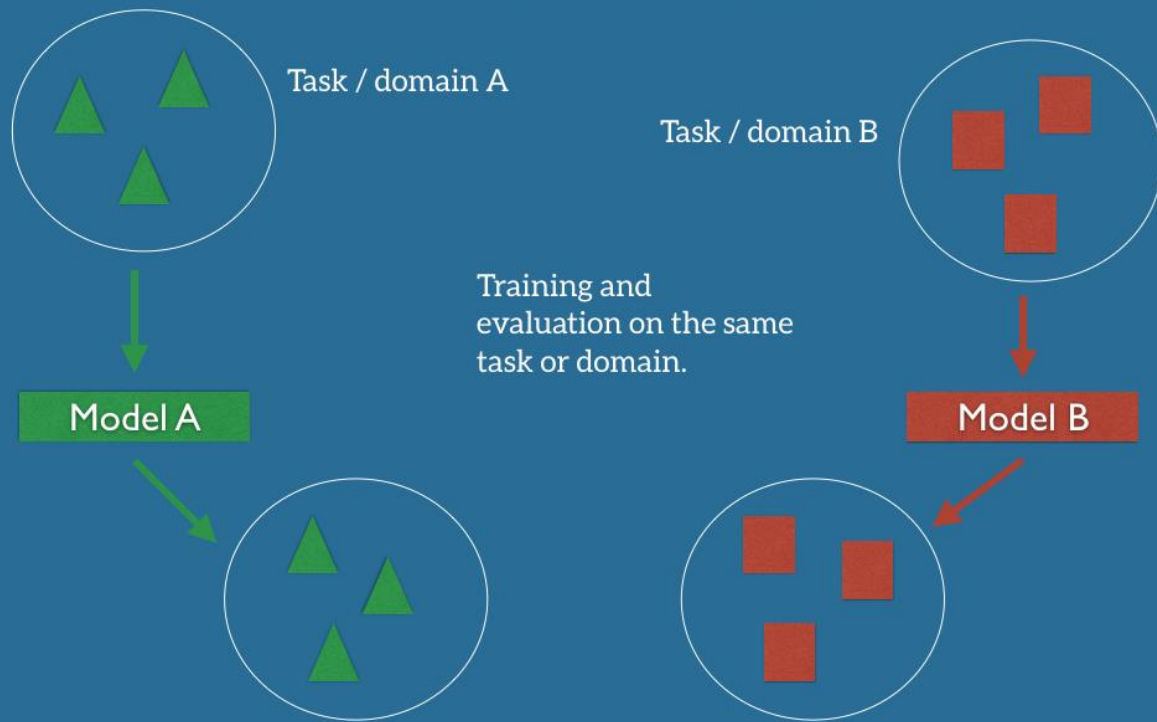 Task / domain A
Task / domain B
Training and
evaluation on the same
task or domain.
Model A
Model B